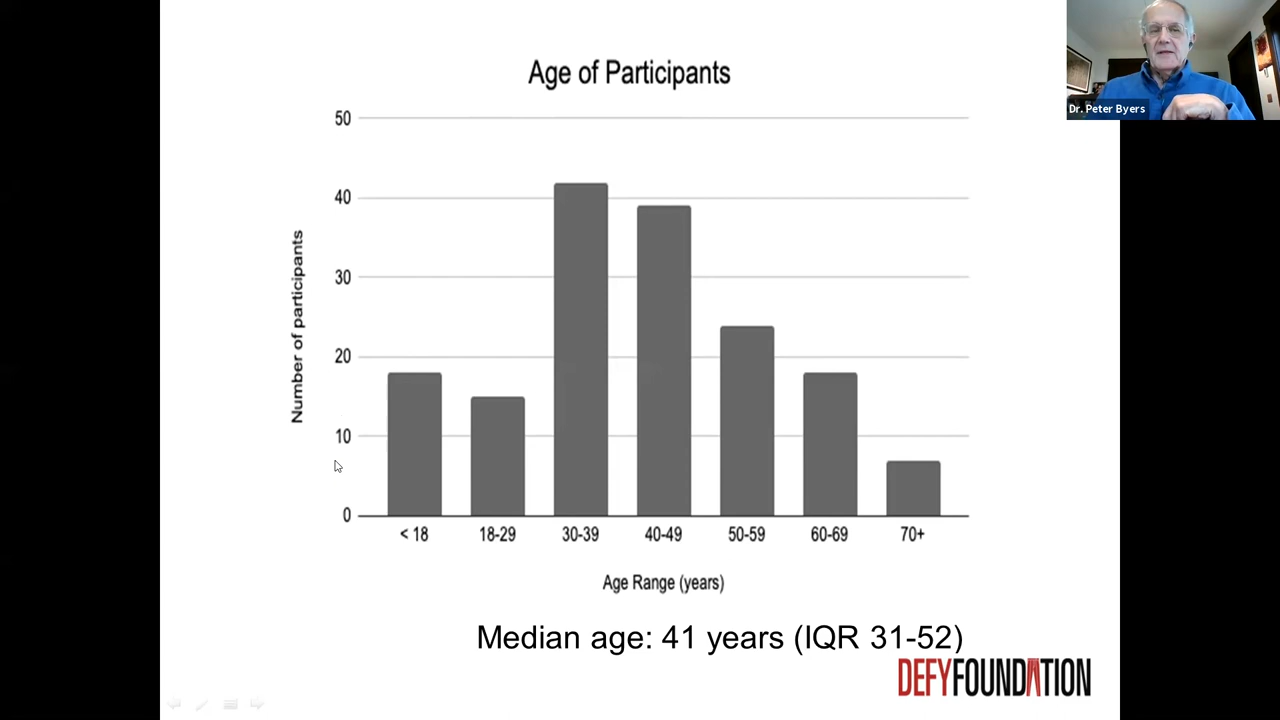 Age of Participants
Dr. Peter Byers
50
40
30
20
10
0
Number of participants
< 18 18-29 30-39 40-49 50-59 60-69 70+
Age Range (years)
Median age: 41 years (IQR 31-52)
DEFYFOUNDATION